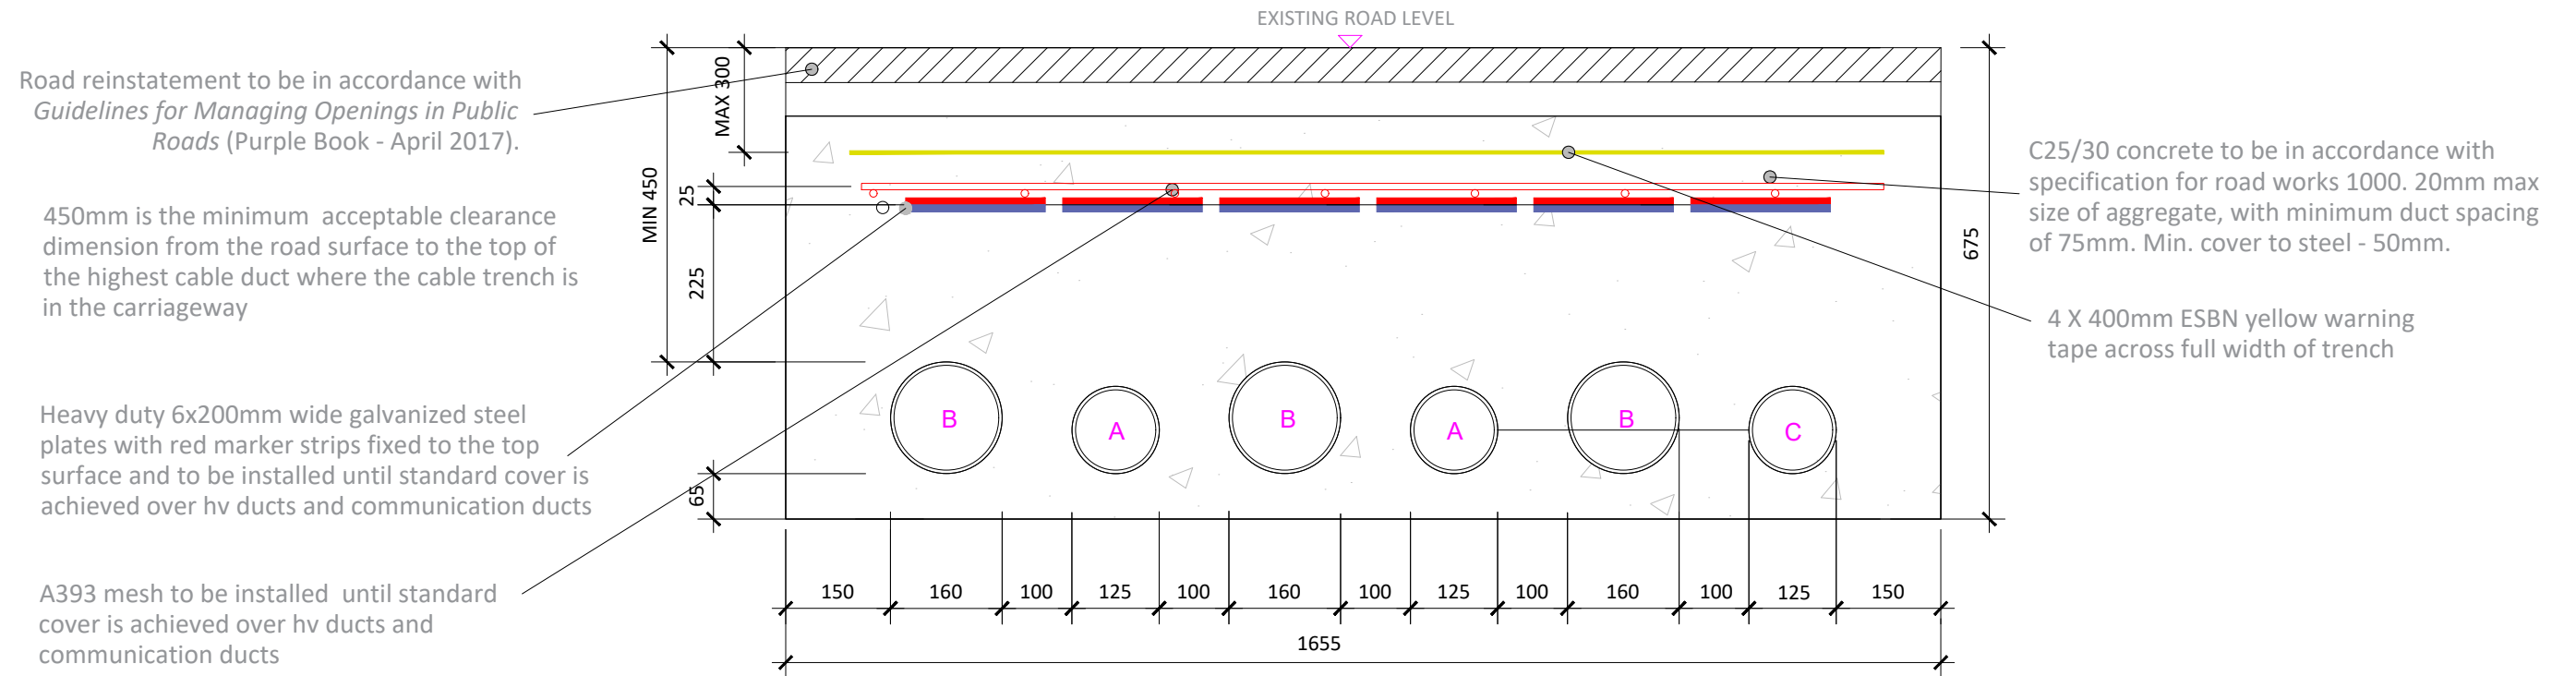 EXISTING ROAD LEVEL
Road reinstatement to be in accordance with
Guidelines for Managing Openings in Public
Roads (Purple Book - April 2017).
450mm is the minimum  acceptable clearance
dimension from the road surface to the top of
the highest cable duct where the cable trench is
in the carriageway
Heavy duty 6x200mm wide galvanized steel
plates with red marker strips fixed to the top
surface and to be installed until standard cover is
achieved over hv ducts and communication ducts
A393 mesh to be installed  until standard
cover is achieved over hv ducts and
communication ducts
MAX 300
MIN 450
25
225
65
B
A
B
A
B
C
150
160
100
125
100
160
100
125
100
160
100
125
150
1655
675
C25/30 concrete to be in accordance with
specification for road works 1000. 20mm max
size of aggregate, with minimum duct spacing
of 75mm. Min. cover to steel - 50mm.
4 X 400mm ESBN yellow warning
tape across full width of trench